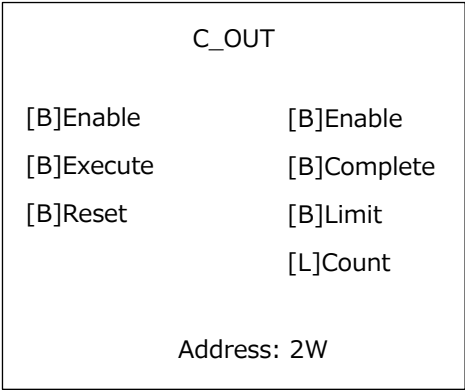 C_OUT
[B]Enable [B]Enable
[B]Execute [B]Complete
[B]Reset [B]Limit
[L]Count
Address: 2W